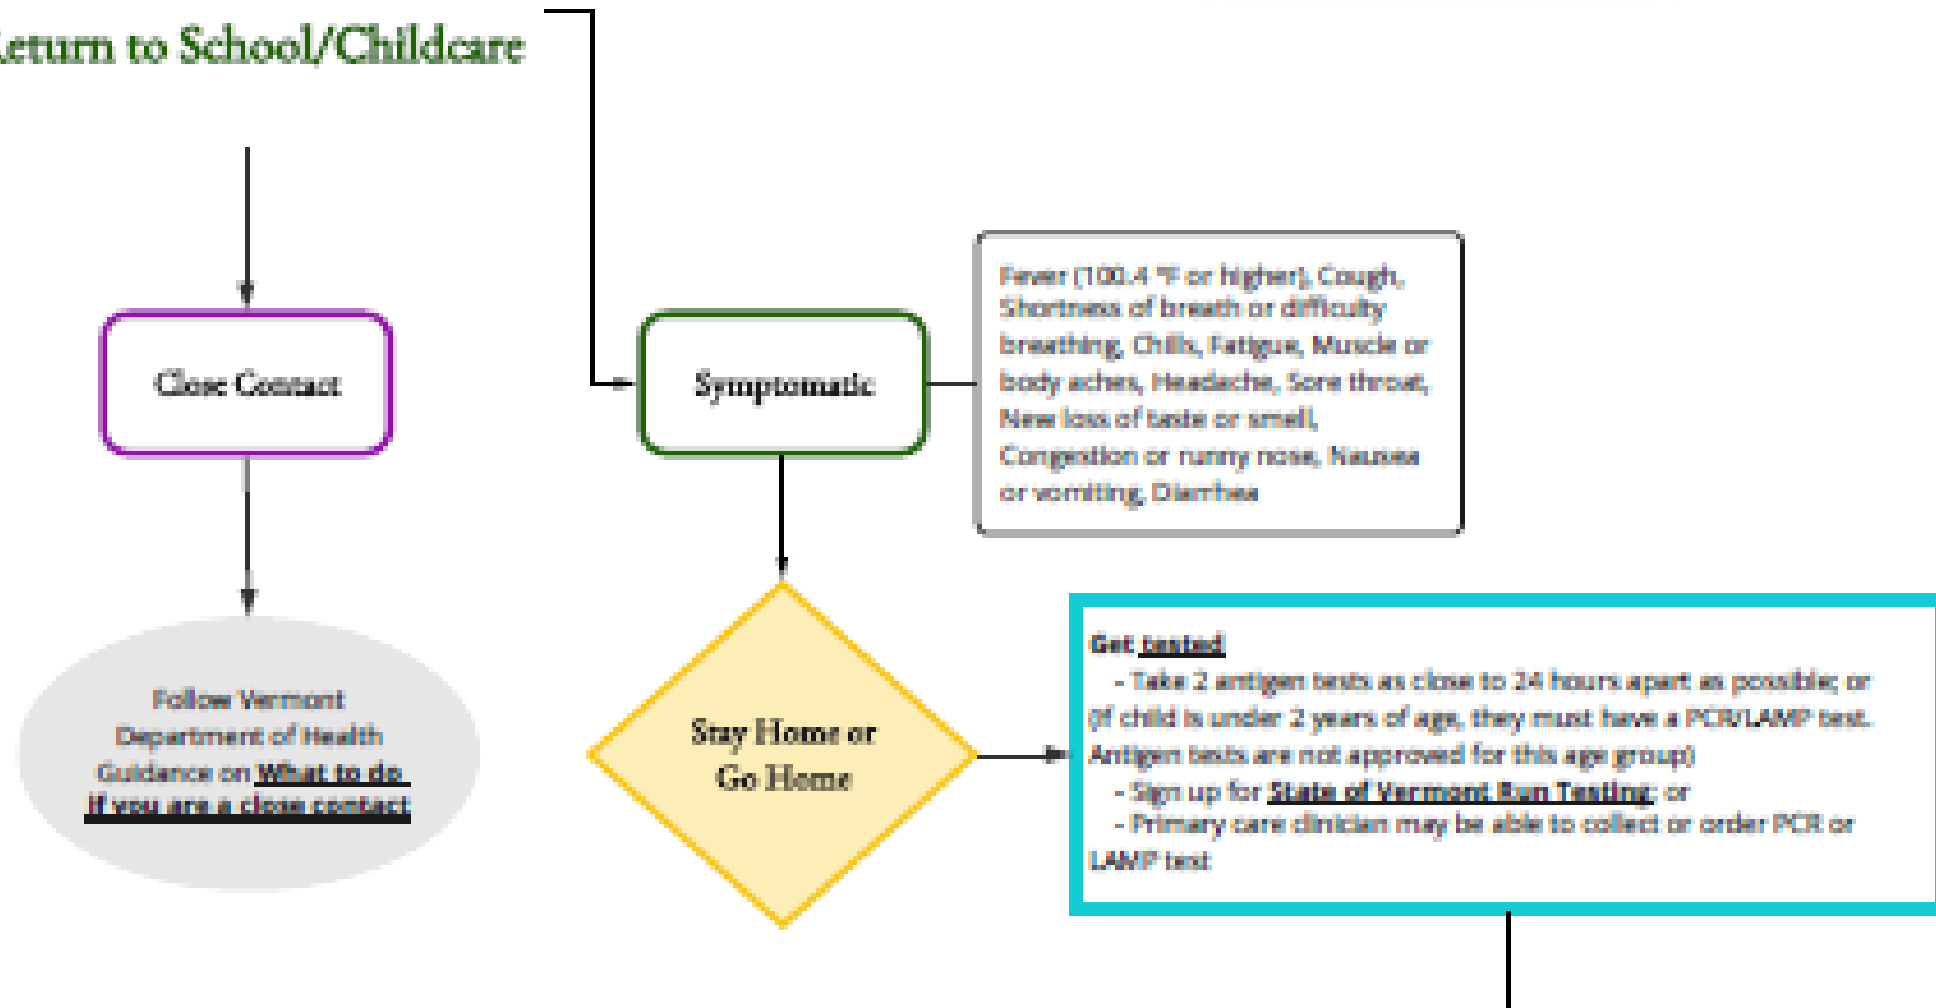 Return to School/Childcare
Close Contact
Symptomatic
Fever (100.4 °F or higher), Cough,
Shortness of breath or difficulty
breathing, Chills, Fatigue, Muscle or
body aches, Headache, Sore throat,
New loss of taste or smell,
Congestion or runny nose, Nausea
or vomiting, Diarrhea
Follow Vermont
Department of Health
Guidance on What to do
if you are a close contact
Stay Home or
Go Home
Get tested
- Take 2 antigen tests as close to 24 hours apart as possible; or
(if child is under 2 years of age, they must have a PCR/LAMP test.
Antigen tests are not approved for this age group)
- Sign up for State of Vermont Run Testing; or
- Primary care clinician may be able to collect or order PCR or
LAMP test